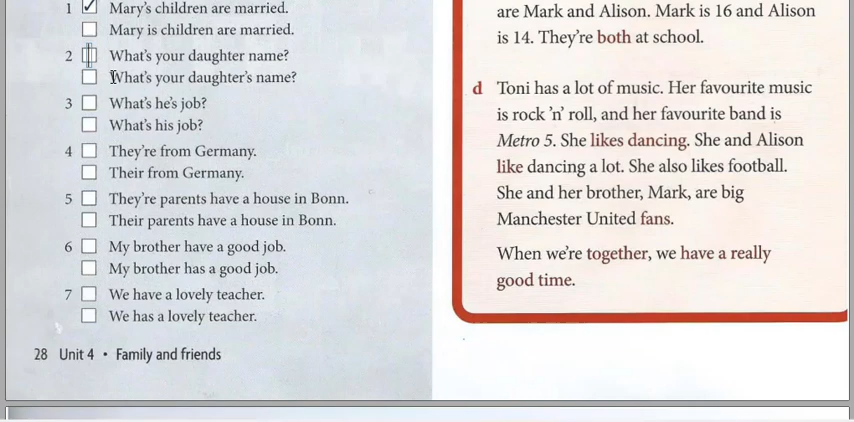 1 ✓ Mary's children are married.
Mary is children are married.
2 What's your daughter name?
What's your daughter's name?
3 What's he's job?
What's his job?
4 They're from Germany.
Their from Germany.
5 They're parents have a house in Bonn.
Their parents have a house in Bonn.
6 My brother have a good job.
My brother has a good job.
7 We have a lovely teacher.
We has a lovely teacher.
28 Unit 4 • Family and friends
are Mark and Alison. Mark is 16 and Alison
is 14. They're both at school.
d Toni has a lot of music. Her favourite music
is rock 'n' roll, and her favourite band is
Metro 5. She likes dancing. She and Alison
like dancing a lot. She also likes football.
She and her brother, Mark, are big
Manchester United fans.
When we're together, we have a really
good time.